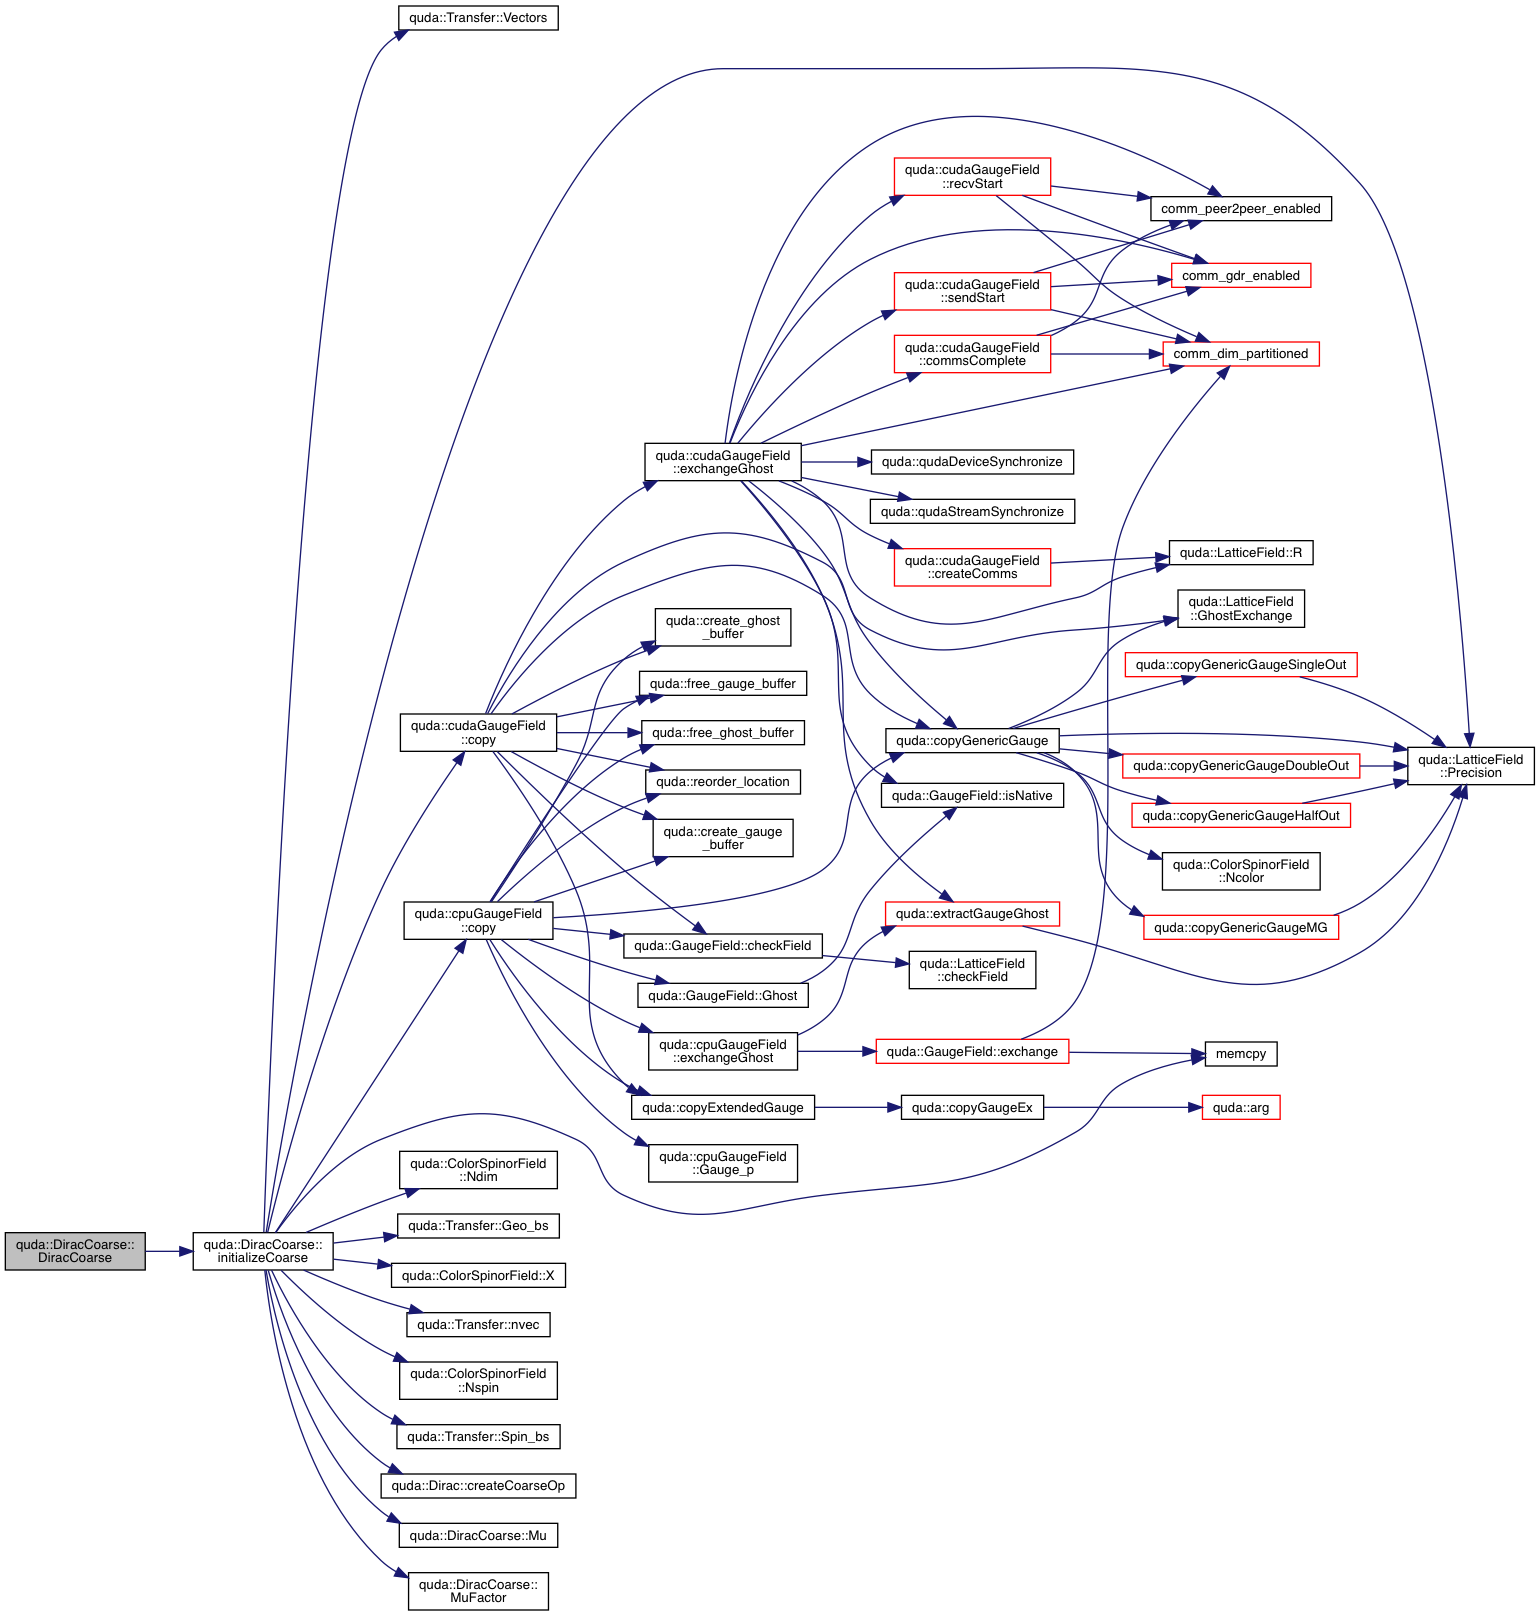 quda::Transfer::Vectors
quda::cudaGaugeField
::recvStart
comm_peer2peer_enabled
comm_gdr_enabled
quda::cudaGaugeField
::sendStart
quda::cudaGaugeField
::commsComplete
comm_dim_partitioned
quda::cudaGaugeField
::exchangeGhost
quda::qudaDeviceSynchronize
quda::qudaStreamSynchronize
quda::cudaGaugeField
::createComms
quda::LatticeField::R
quda::LatticeField
::GhostExchange
quda::create_ghost
_buffer
quda::copyGenericGaugeSingleOut
quda::free_gauge_buffer
quda::cudaGaugeField
::copy
quda::free_ghost_buffer
quda::copyGenericGauge
quda::copyGenericGaugeDoubleOut
quda::LatticeField
::Precision
quda::reorder_location
quda::GaugeField::isNative
quda::copyGenericGaugeHalfOut
quda::create_gauge
_buffer
quda::ColorSpinorField
::Ncolor
quda::cpuGaugeField
::copy
quda::extractGaugeGhost
quda::copyGenericGaugeMG
quda::GaugeField::checkField
quda::LatticeField
::checkField
quda::GaugeField::Ghost
quda::cpuGaugeField
::exchangeGhost
quda::GaugeField::exchange
memcpy
quda::copyExtendedGauge
quda::copyGaugeEx
quda::arg
quda::cpuGaugeField
::Gauge_p
quda::ColorSpinorField
::Ndim
quda::Transfer::Geo_bs
quda::DiracCoarse::
DiracCoarse
quda::DiracCoarse::
initializeCoarse
quda::ColorSpinorField::X
quda::Transfer::nvec
quda::ColorSpinorField
::Nspin
quda::Transfer::Spin_bs
quda::Dirac::createCoarseOp
quda::DiracCoarse::Mu
quda::DiracCoarse::
MuFactor